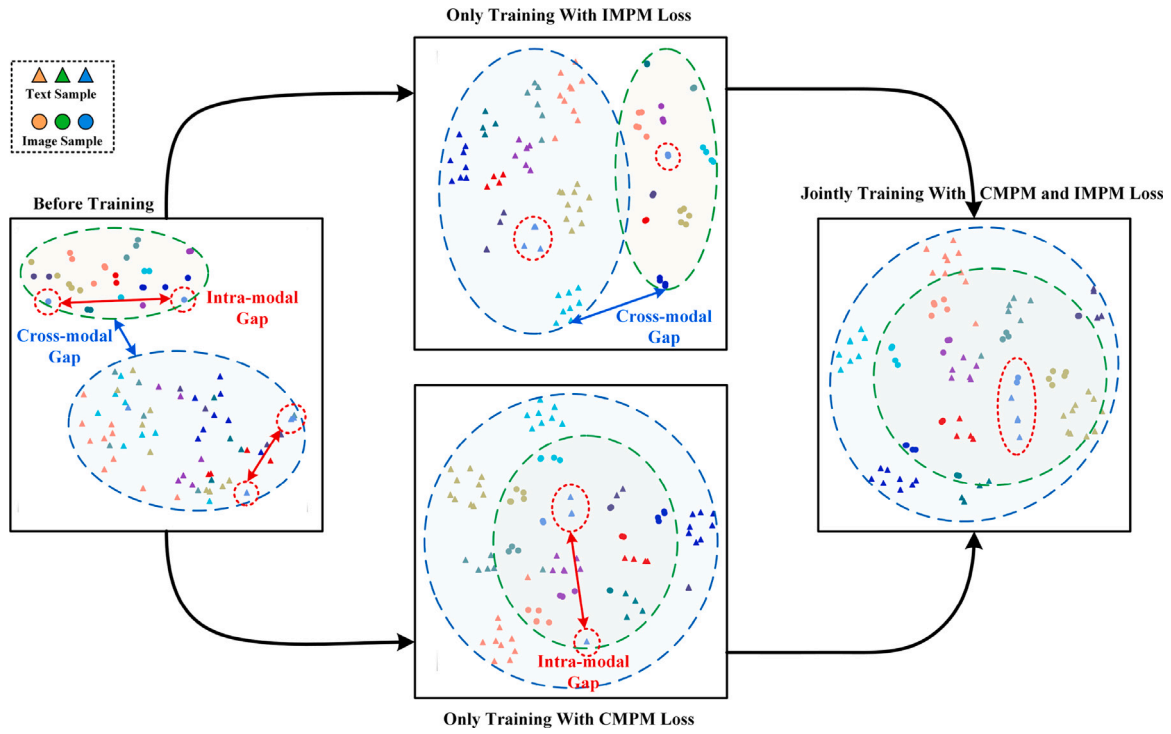 Only Training With IMPM Loss
Text Sample
Image Sample
Before Training
Intra-modal
Gap
Cross-modal
Gap
Cross-modal
Gap
Jointly Training With CMPM and IMPM Loss
Intra-modal
Gap
Only Training With CMPM Loss